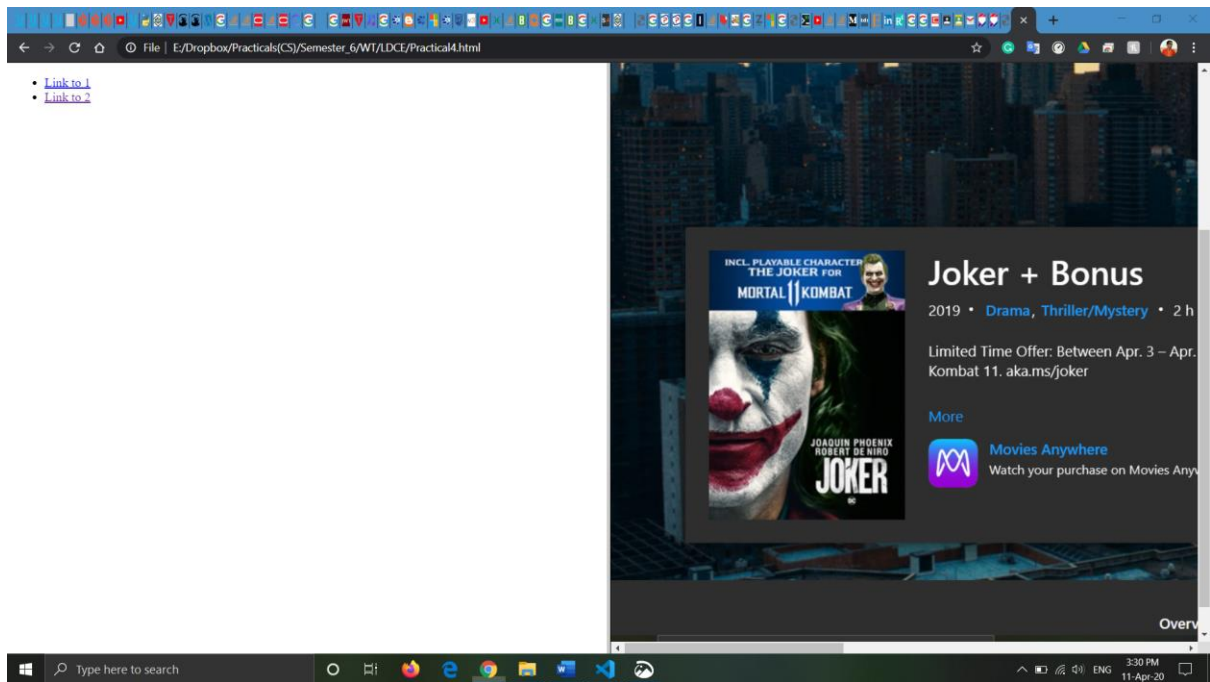 File | E:/Dropbox/Practicals(CS)/Semester_6/WT/LDCE/Practical4.html
Link to 1
Link to 2
INCL. PLAYABLE CHARACTER
THE JOKER FOR
MORTAL 11 KOMBAT
JOAQUIN PHOENIX
ROBERT DE NIRO
JOKER
DC
Joker + Bonus
2019 • Drama, Thriller/Mystery • 2 h
Limited Time Offer: Between Apr. 3 – Apr.
Kombat 11. aka.ms/joker
More
Movies Anywhere
Watch your purchase on Movies Anyw
Overv
Type here to search
ENG
3:30 PM
11-Apr-20